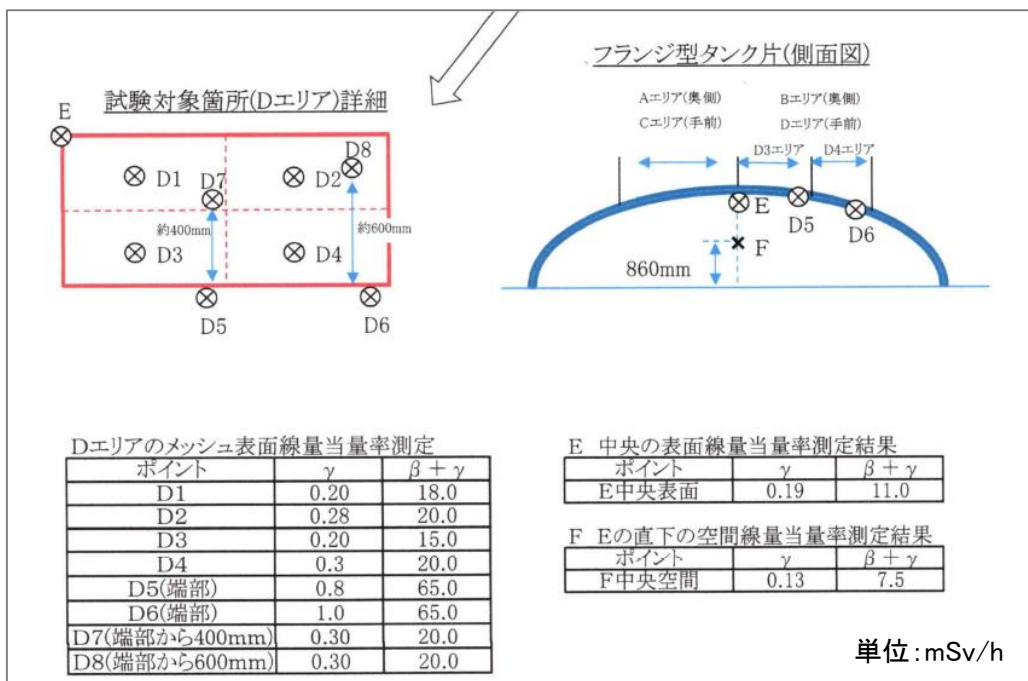 試験対象箇所(Dエリア)詳細
E
D1
D7
D2
D8
約400mm
約600mm
D3
D4
D5
D6
フランジ型タンク片(側面図)
Aエリア(奥側)
Bエリア(奥側)
Cエリア(手前)
Dエリア(手前)
D3エリア
D4エリア
E
D5
D6
F
860mm
Dエリアのメッシュ表面線量当量率測定
ポイント γ β+γ
D1 0.20 18.0
D2 0.28 20.0
D3 0.20 15.0
D4 0.3 20.0
D5(端部) 0.8 65.0
D6(端部) 1.0 65.0
D7(端部から400mm) 0.30 20.0
D8(端部から600mm) 0.30 20.0
E 中央の表面線量当量率測定結果
ポイント γ β+γ
E中央表面 0.19 11.0
F Eの直下の空間線量当量率測定結果
ポイント γ β+γ
F中央空間 0.13 7.5
単位:mSv/h